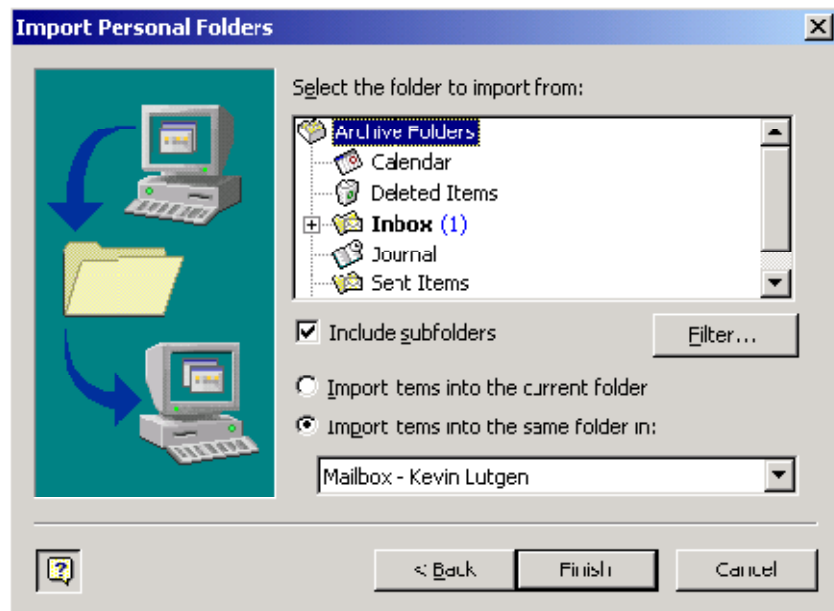 Import Personal Folders
Select the folder to import from:
Archive Folders
Calendar
Deleted Items
Inbox (1)
Journal
Sent Items
Include subfolders
Filter...
Import tems into the current folder
Import tems into the same folder in:
Mailbox - Kevin Lutgen
< Back
Finish
Cancel